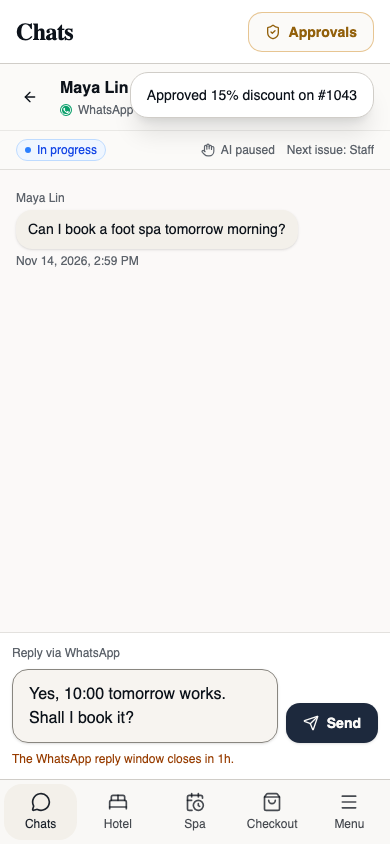 Chats
Approvals
Maya Lin
WhatsApp
Approved 15% discount on #1043
In progress
AI paused
Next issue: Staff
Maya Lin
Can I book a foot spa tomorrow morning?
Nov 14, 2026, 2:59 PM
Reply via WhatsApp
Yes, 10:00 tomorrow works.
Shall I book it?
Send
The WhatsApp reply window closes in 1h.
Chats
Hotel
Spa
Checkout
Menu